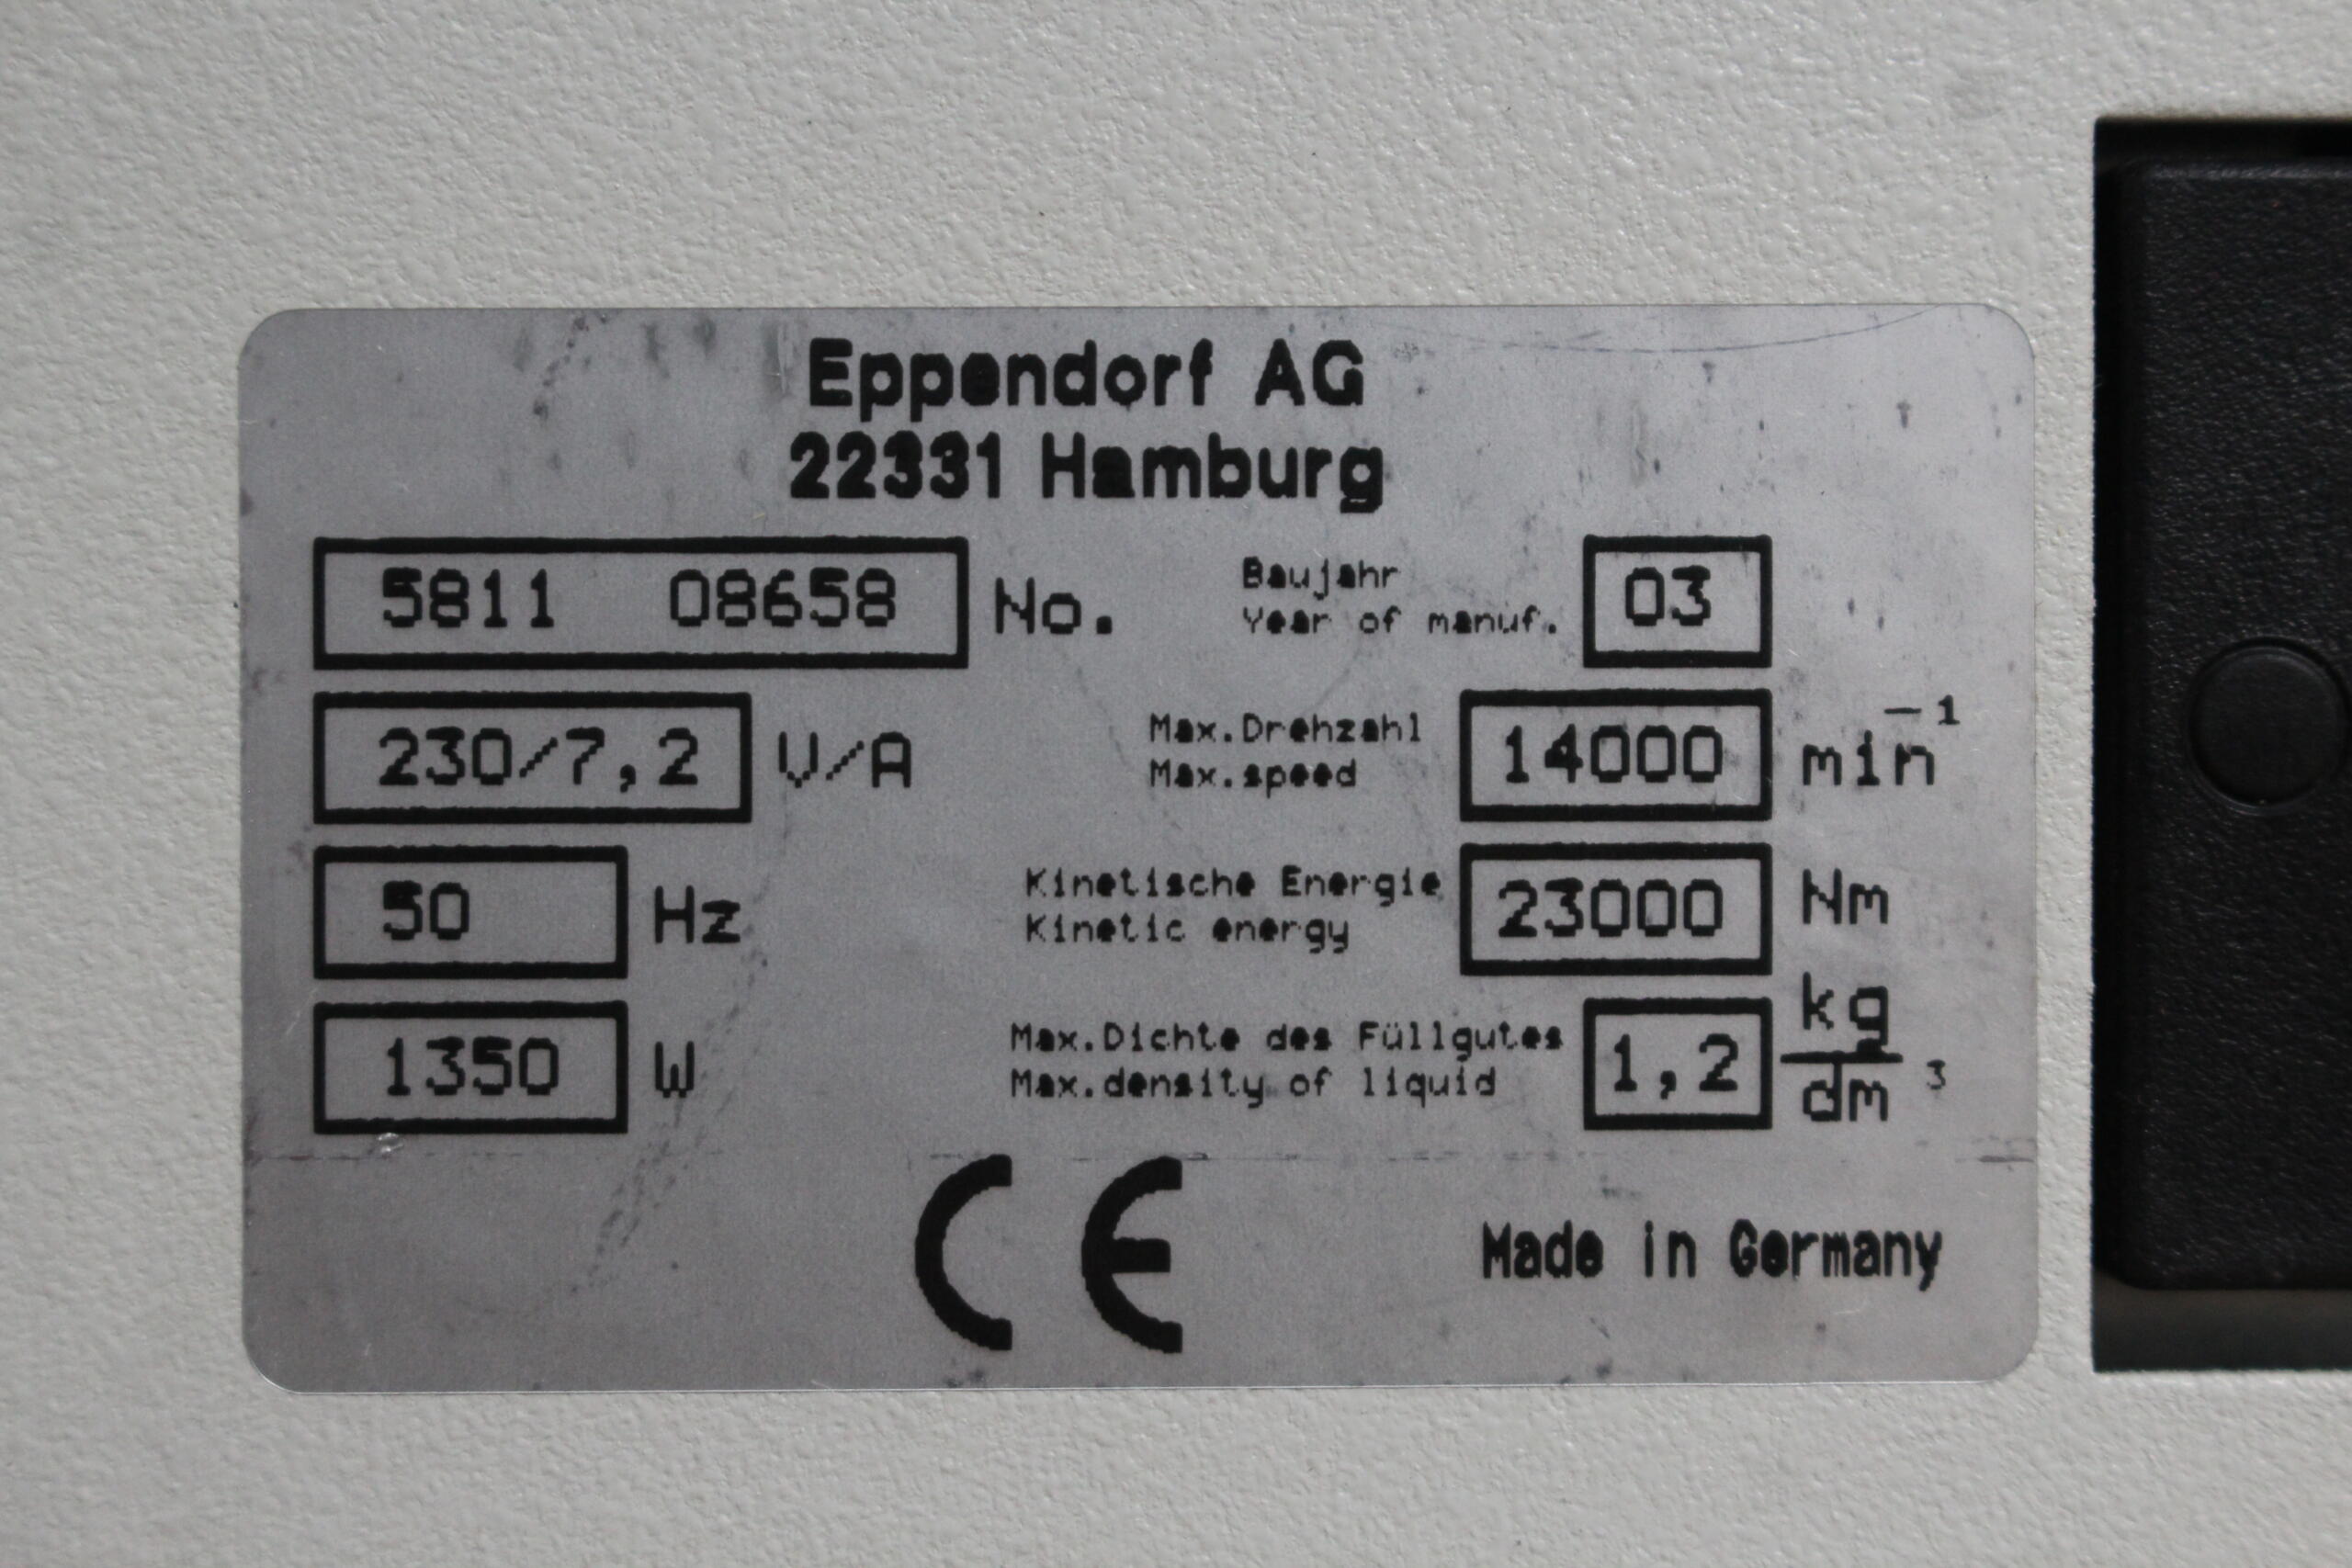 Eppendorf AG
22331 Hamburg
5811 08658 No. Baujahr
Year of manuf. 03
230/7,2 V/A Max.Drehzahl
Max.speed 14000 min⁻¹
50 Hz Kinetische Energie
Kinetic energy 23000 Nm
1350 W Max.Dichte des Füllgutes
Max.density of liquid 1,2 kg/dm³
CE Made in Germany